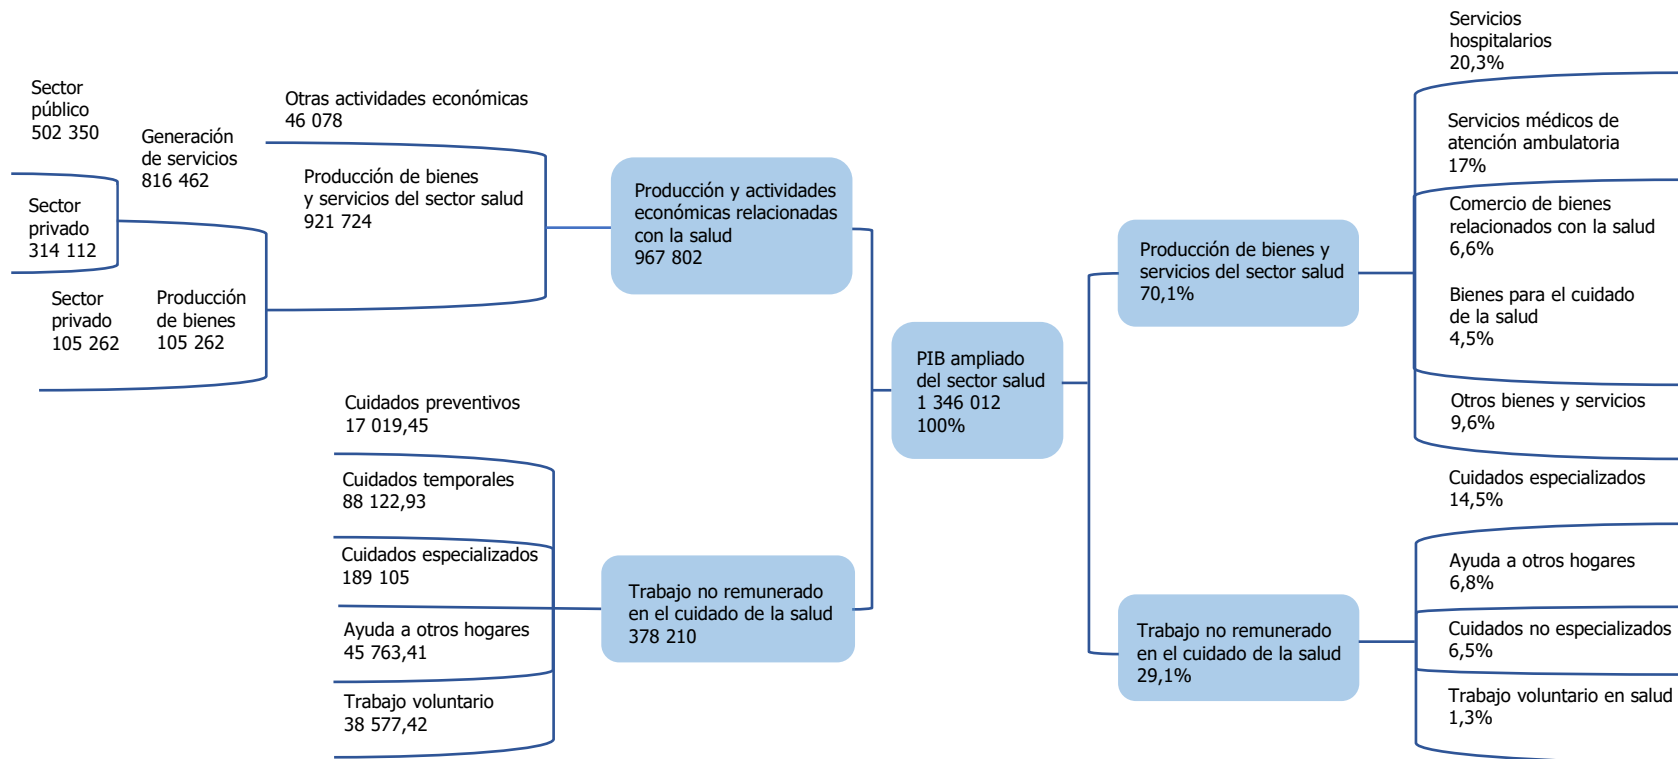 Sector
público
502 350
Sector
privado
314 112
Sector
privado
105 262
Generación
de servicios
816 462
Producción
de bienes
105 262
Otras actividades económicas
46 078
Producción de bienes
y servicios del sector salud
921 724
Producción y actividades
económicas relacionadas
con la salud
967 802
Cuidados preventivos
17 019,45
Cuidados temporales
88 122,93
Cuidados especializados
189 105
Ayuda a otros hogares
45 763,41
Trabajo voluntario
38 577,42
Trabajo no remunerado
en el cuidado de la salud
378 210
PIB ampliado
del sector salud
1 346 012
100%
Producción de bienes y
servicios del sector salud
70,1%
Servicios
hospitalarios
20,3%
Servicios médicos de
atención ambulatoria
17%
Comercio de bienes
relacionados con la salud
6,6%
Bienes para el cuidado
de la salud
4,5%
Otros bienes y servicios
9,6%
Trabajo no remunerado
en el cuidado de la salud
29,1%
Cuidados especializados
14,5%
Ayuda a otros hogares
6,8%
Cuidados no especializados
6,5%
Trabajo voluntario en salud
1,3%